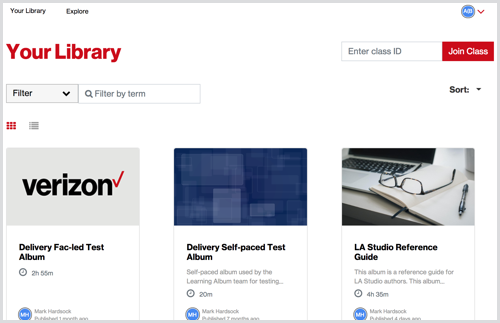 Your Library Explore A(B
Your Library
Enter class ID Join Class
Filter Filter by term
Sort:
verizon
Delivery Fac-led Test Album
2h 55m
MH Mark Hardsock
Published 1 month ago
Delivery Self-paced Test Album
Self-paced album used by the
Learning Album team for testing,...
20m
MH Mark Hardsock
Published 7 months ago
LA Studio Reference Guide
This album is a reference guide for
LA Studio authors. This album...
4h 35m
MH Mark Hardsock
Published 4 days ago